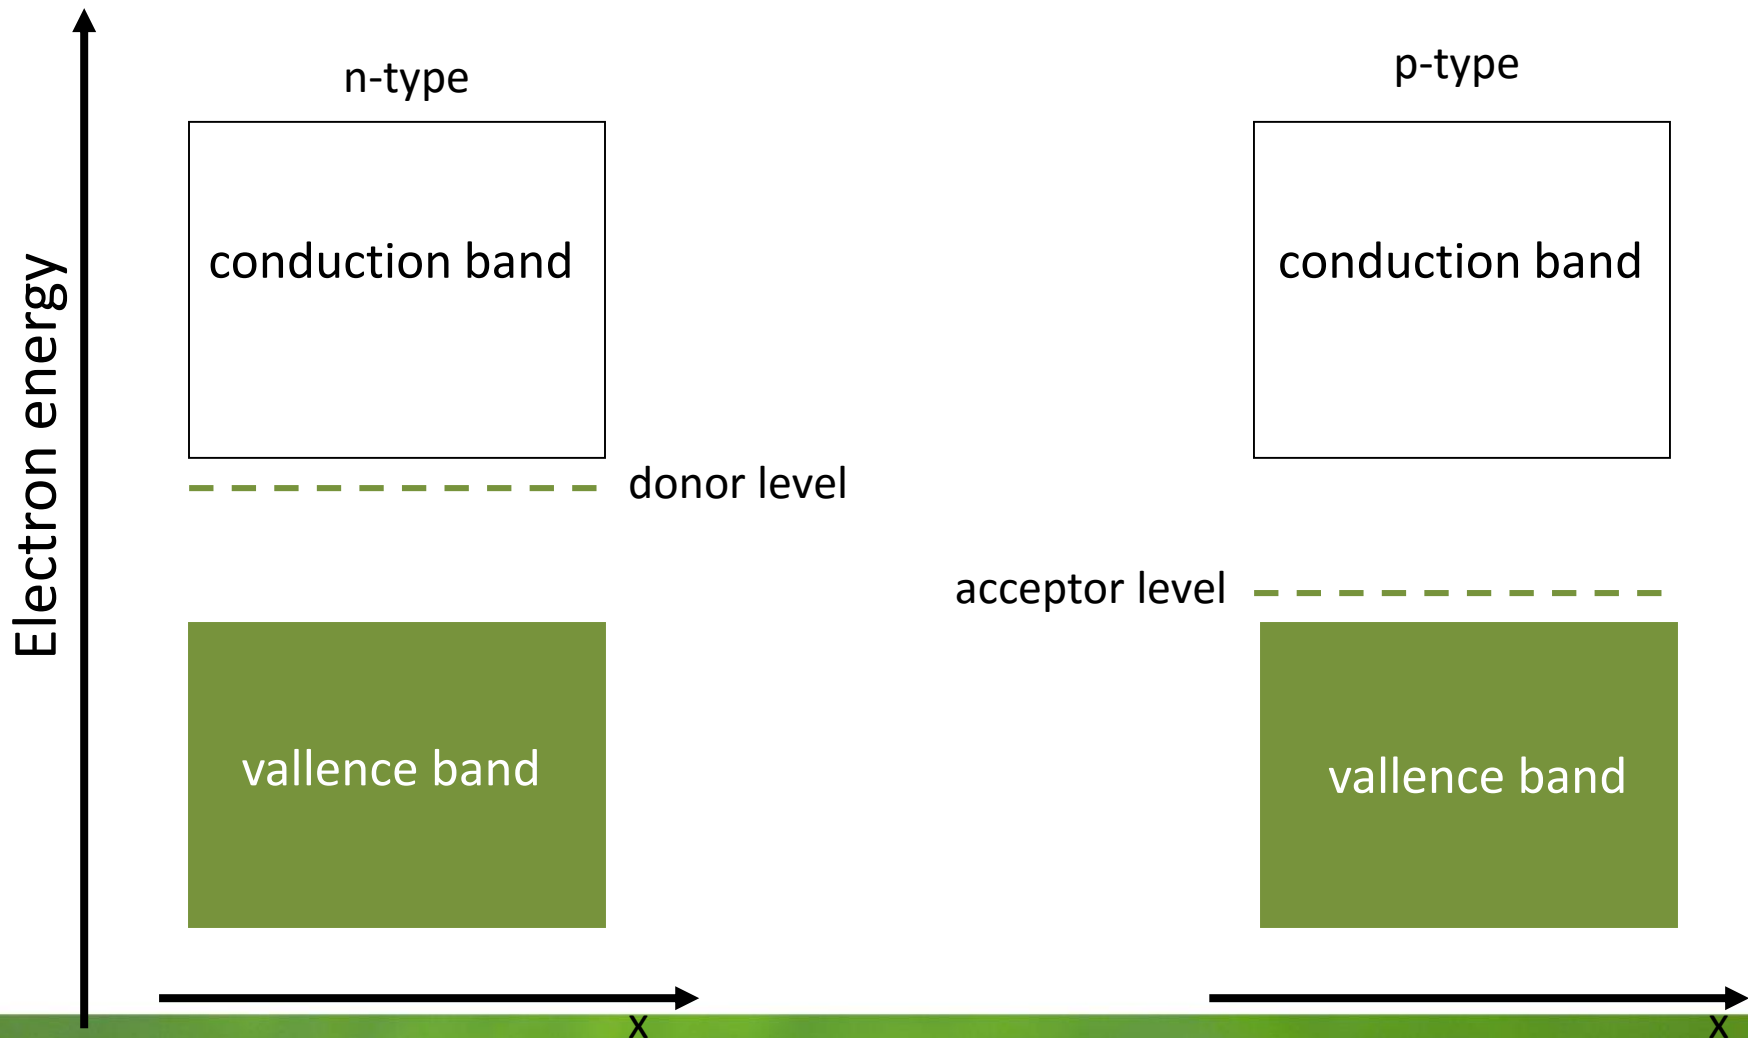 n-type
p-type
conduction band
conduction band
Electron energy
donor level
acceptor level
vallence band
vallence band
x
x